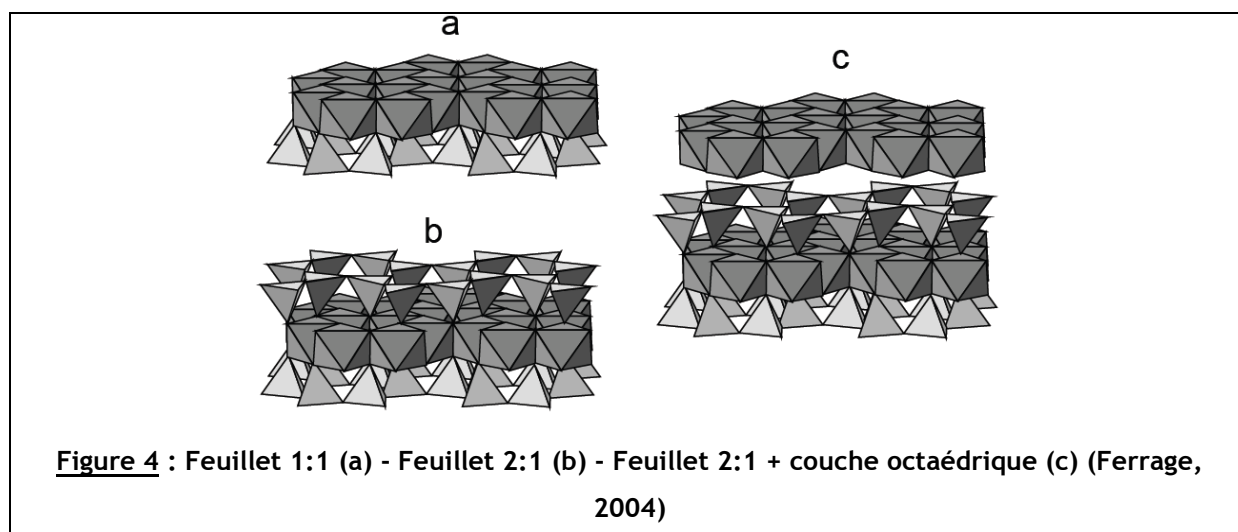 a
c
b
Figure 4 : Feuillet 1:1 (a) - Feuillet 2:1 (b) - Feuillet 2:1 + couche octaédrique (c) (Ferrage,
2004)